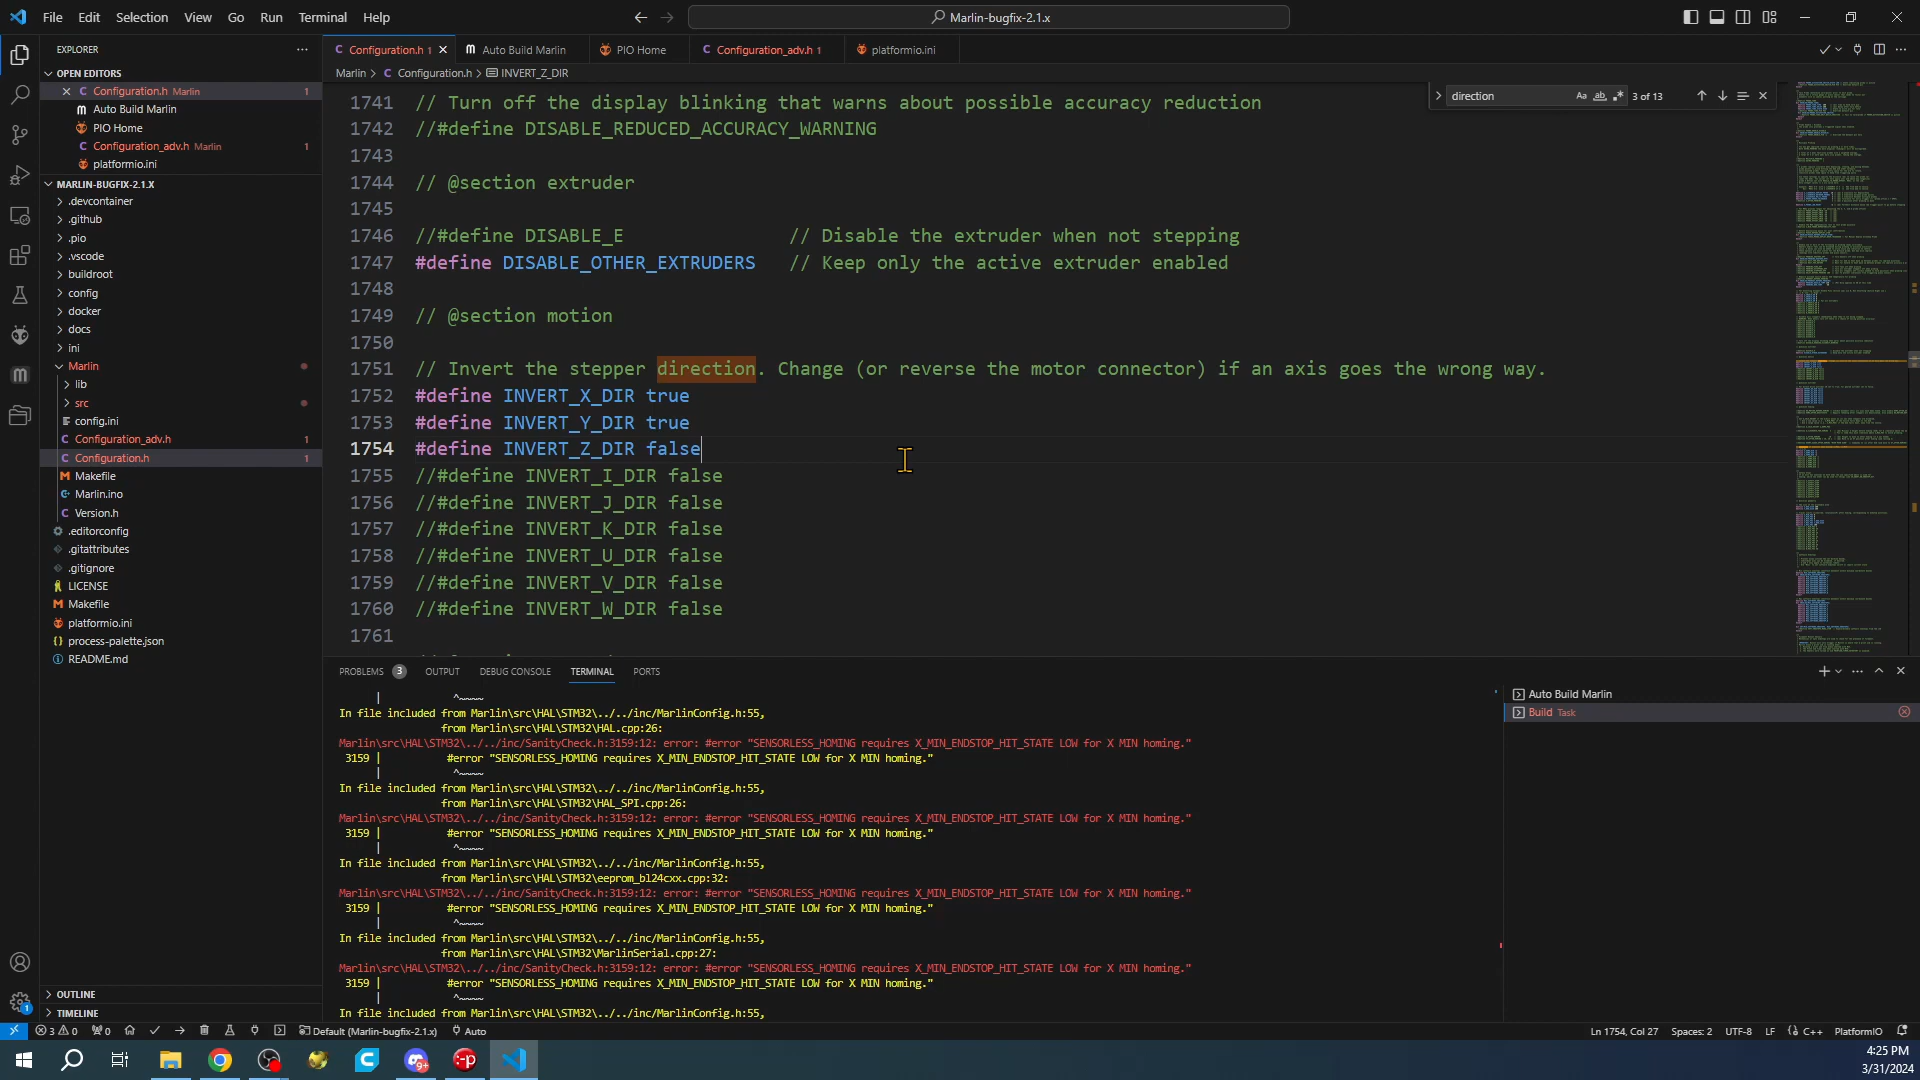 File Edit Selection View Go Run Terminal Help
Marlin-bugfix-2.1.x
EXPLORER
OPEN EDITORS
Configuration.h Marlin 1
Auto Build Marlin
PIO Home
Configuration_adv.h Marlin 1
platformio.ini
MARLIN-BUGFIX-2.1.X
.devcontainer
.github
.pio
.vscode
buildroot
config
docker
docs
ini
Marlin
lib
src
config.ini
Configuration_adv.h 1
Configuration.h 1
Makefile
Marlin.ino
Version.h
.editorconfig
.gitattributes
.gitignore
LICENSE
Makefile
platformio.ini
process-palette.json
README.md
OUTLINE
TIMELINE
Configuration.h 1 Auto Build Marlin PIO Home Configuration_adv.h 1 platformio.ini
Marlin > Configuration.h > INVERT_Z_DIR
direction Aa ab 3 of 13
1741 // Turn off the display blinking that warns about possible accuracy reduction
1742 //#define DISABLE_REDUCED_ACCURACY_WARNING
1743
1744 // @section extruder
1745
1746 //#define DISABLE_E // Disable the extruder when not stepping
1747 #define DISABLE_OTHER_EXTRUDERS // Keep only the active extruder enabled
1748
1749 // @section motion
1750
1751 // Invert the stepper direction. Change (or reverse the motor connector) if an axis goes the wrong way.
1752 #define INVERT_X_DIR true
1753 #define INVERT_Y_DIR true
1754 #define INVERT_Z_DIR false
1755 //#define INVERT_I_DIR false
1756 //#define INVERT_J_DIR false
1757 //#define INVERT_K_DIR false
1758 //#define INVERT_U_DIR false
1759 //#define INVERT_V_DIR false
1760 //#define INVERT_W_DIR false
1761
PROBLEMS 3 OUTPUT DEBUG CONSOLE TERMINAL PORTS
| ^~~~~
In file included from Marlin\src\HAL\STM32\../../inc/MarlinConfig.h:55,
from Marlin\src\HAL\STM32\HAL.cpp:26:
Marlin\src\HAL\STM32\../../inc/SanityCheck.h:3159:12: error: #error "SENSORLESS_HOMING requires X_MIN_ENDSTOP_HIT_STATE LOW for X MIN homing."
3159 | #error "SENSORLESS_HOMING requires X_MIN_ENDSTOP_HIT_STATE LOW for X MIN homing."
| ^~~~~
In file included from Marlin\src\HAL\STM32\../../inc/MarlinConfig.h:55,
from Marlin\src\HAL\STM32\HAL_SPI.cpp:26:
Marlin\src\HAL\STM32\../../inc/SanityCheck.h:3159:12: error: #error "SENSORLESS_HOMING requires X_MIN_ENDSTOP_HIT_STATE LOW for X MIN homing."
3159 | #error "SENSORLESS_HOMING requires X_MIN_ENDSTOP_HIT_STATE LOW for X MIN homing."
| ^~~~~
In file included from Marlin\src\HAL\STM32\../../inc/MarlinConfig.h:55,
from Marlin\src\HAL\STM32\eeprom_bl24cxx.cpp:32:
Marlin\src\HAL\STM32\../../inc/SanityCheck.h:3159:12: error: #error "SENSORLESS_HOMING requires X_MIN_ENDSTOP_HIT_STATE LOW for X MIN homing."
3159 | #error "SENSORLESS_HOMING requires X_MIN_ENDSTOP_HIT_STATE LOW for X MIN homing."
| ^~~~~
In file included from Marlin\src\HAL\STM32\../../inc/MarlinConfig.h:55,
from Marlin\src\HAL\STM32\MarlinSerial.cpp:27:
Marlin\src\HAL\STM32\../../inc/SanityCheck.h:3159:12: error: #error "SENSORLESS_HOMING requires X_MIN_ENDSTOP_HIT_STATE LOW for X MIN homing."
3159 | #error "SENSORLESS_HOMING requires X_MIN_ENDSTOP_HIT_STATE LOW for X MIN homing."
| ^~~~~
In file included from Marlin\src\HAL\STM32\../../inc/MarlinConfig.h:55,
Auto Build Marlin
Build Task
3 0 0 Default (Marlin-bugfix-2.1.x) Auto Ln 1754, Col 27 Spaces: 2 UTF-8 LF C++ PlatformIO
4:25 PM
3/31/2024